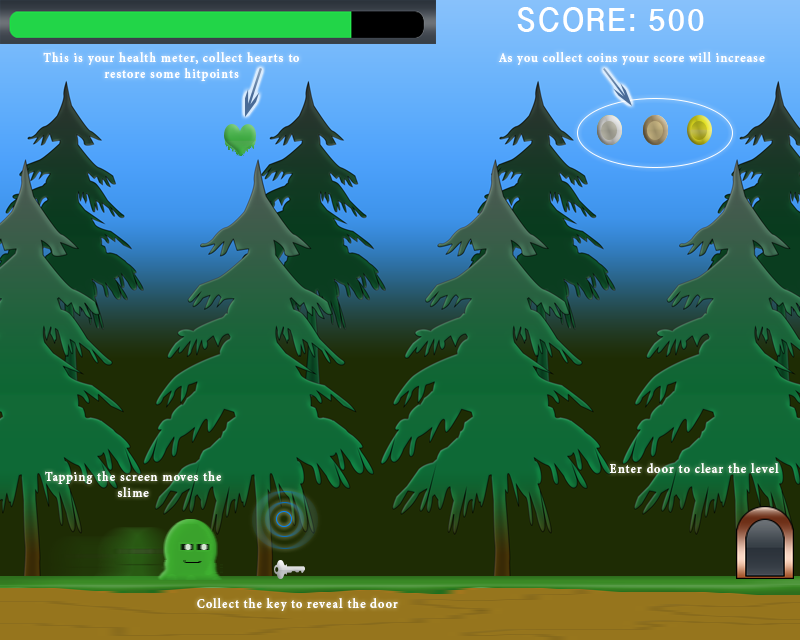 SCORE: 500
This is your health meter, collect hearts to
restore some hitpoints
As you collect coins your score will increase
Tapping the screen moves the
slime
Enter door to clear the level
Collect the key to reveal the door